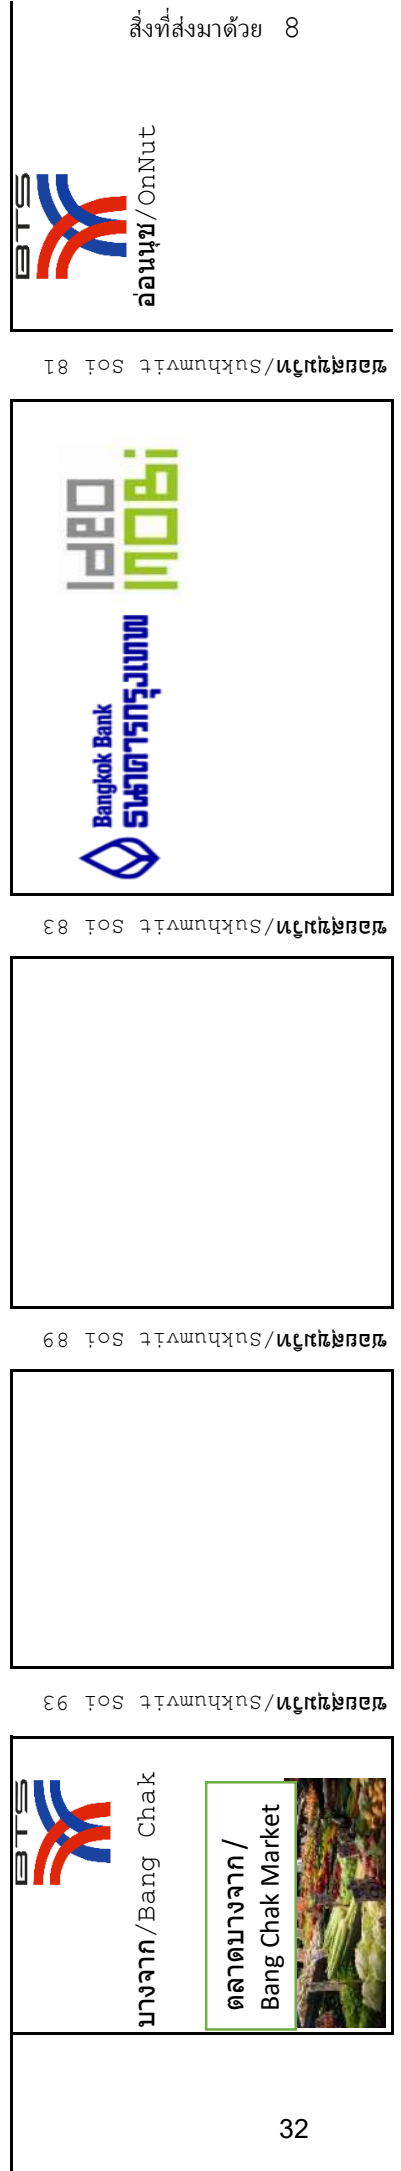 สิ่งที่ส่งมาด้วย 8
BTS
อ่อนนุช/OnNut
ซอยสุขุมวิท/Sukhumvit Soi 81
ideo
mobi
Bangkok Bank
ธนาคารกรุงเทพ
ซอยสุขุมวิท/Sukhumvit Soi 83
ซอยสุขุมวิท/Sukhumvit Soi 89
ซอยสุขุมวิท/Sukhumvit Soi 93
BTS
บางจาก/Bang Chak
ตลาดบางจาก/
Bang Chak Market
32